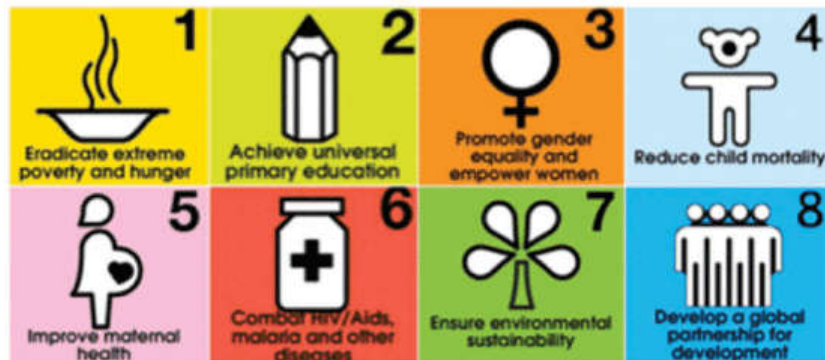 1
Eradicate extreme
poverty and hunger
2
Achieve universal
primary education
3
Promote gender
equality and
empower women
4
Reduce child mortality
5
Improve maternal
health
6
Combat HIV/Aids,
malaria and other
diseases
7
Ensure environmental
sustainability
8
Develop a global
partnership for
development